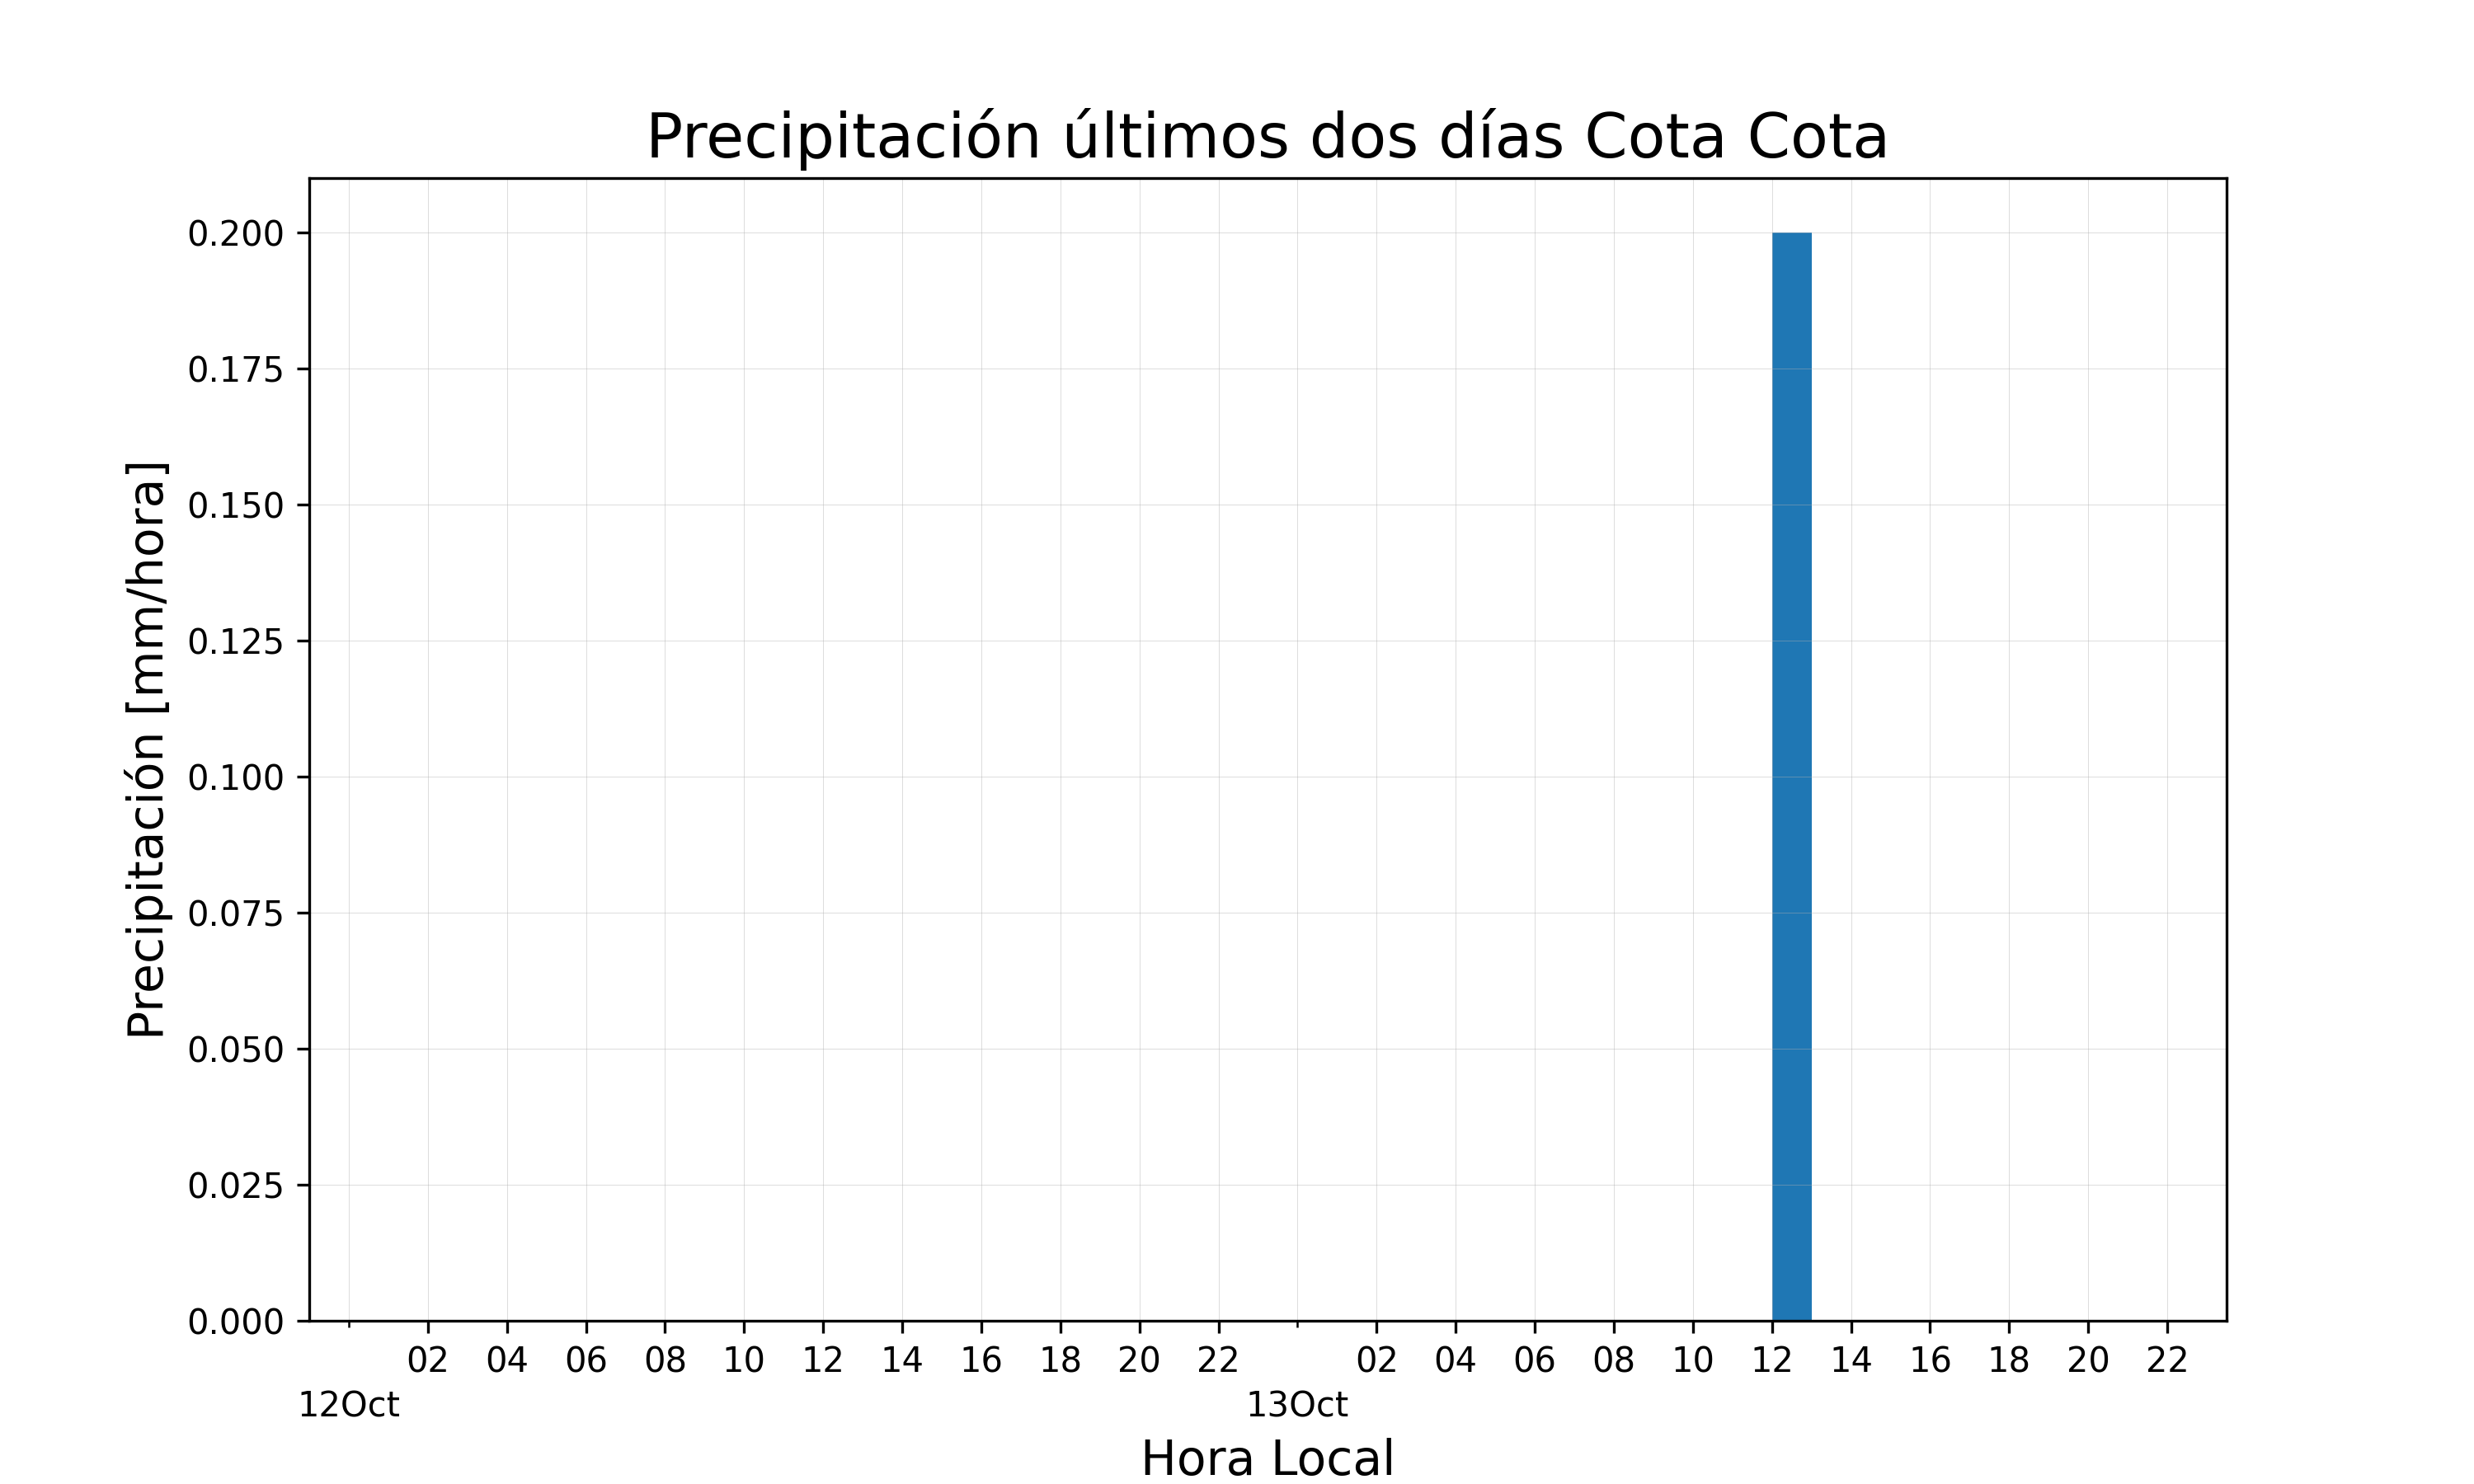 Precipitación últimos dos días Cota Cota
Precipitación [mm/hora]
0.200
0.175
0.150
0.125
0.100
0.075
0.050
0.025
0.000
02 04 06 08 10 12 14 16 18 20 22 02 04 06 08 10 12 14 16 18 20 22
12Oct 13Oct
Hora Local